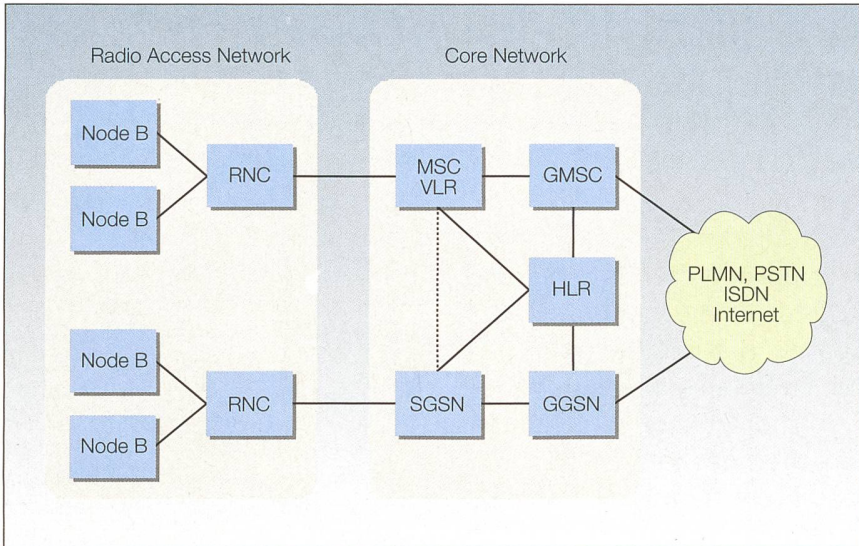 Radio Access Network
Core Network
Node B
Node B
RNC
MSC
VLR
GMSC
HLR
PLMN, PSTN
ISDN
Internet
Node B
Node B
RNC
SGSN
GGSN